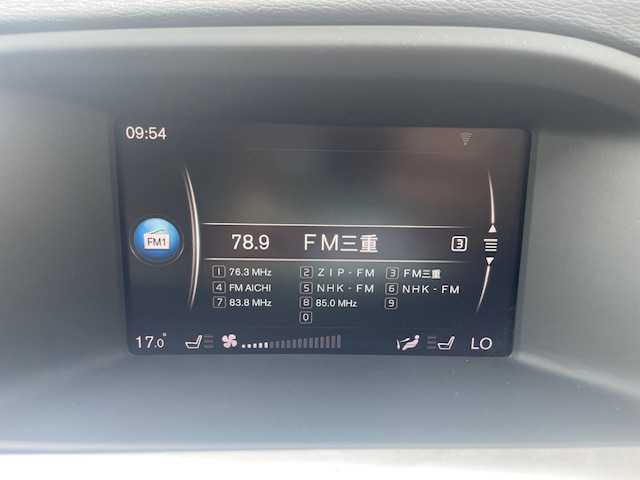 09:54
FM1
78.9 FM三重 3
1 76.3 MHz 2 ZIP-FM 3 FM三重
4 FM AICHI 5 NHK-FM 6 NHK-FM
7 83.8 MHz 8 85.0 MHz 9
0
17.0° LO